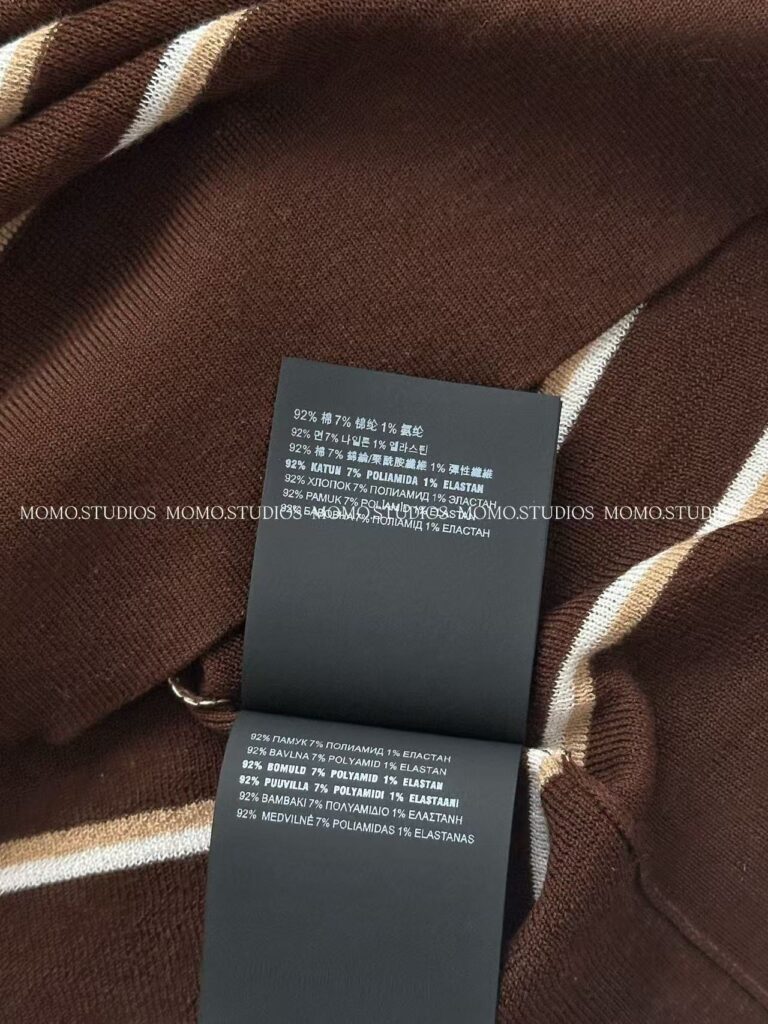 92% 棉 7% 锦纶 1% 氨纶
92% 면 7% 나일론 1% 엘라스틴
92% 棉 7% 錦綸/聚酰胺纖維 1% 彈性纖維
92% KATUN 7% POLIAMIDA 1% ELASTAN
92% ХЛОПОК 7% ПОЛИАМИД 1% ЭЛАСТАН
92% PAMUK 7% POLIAMID 1% ELASTAN
92% БАВОВНА 7% ПОЛІАМІД 1% ЕЛАСТАН
MOMO.STUDIOS MOMO.STUDIOS MOMO.STUDIOS MOMO.STUDIOS MOMO.STUD
92% ПАМУК 7% ПОЛИАМИД 1% ЕЛАСТАН
92% BAVLNA 7% POLYAMID 1% ELASTAN
92% BOMULD 7% POLYAMID 1% ELASTAN
92% PUUVILLA 7% POLYAMIDI 1% ELASTAANI
92% ΒΑΜΒΑΚΙ 7% ΠΟΛΥΑΜΙΔΙΟ 1% ΕΛΑΣΤΑΝΗ
92% MEDVILNĖ 7% POLIAMIDAS 1% ELASTANAS